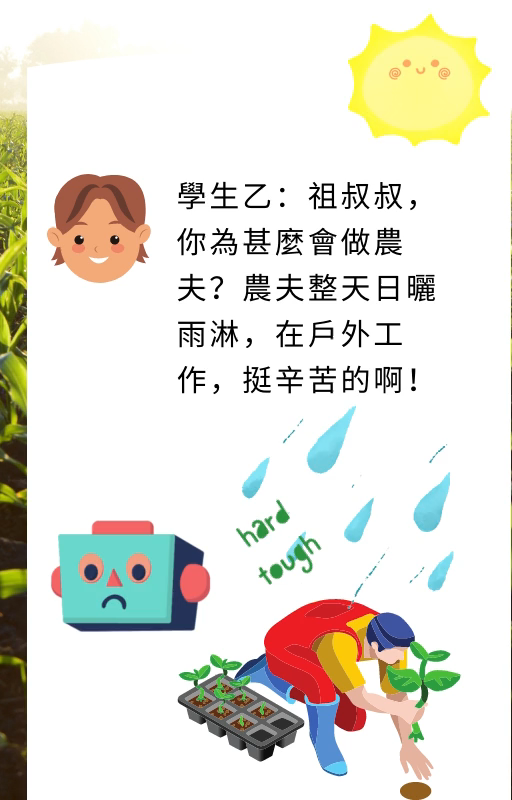 學生乙：祖叔叔，
你為甚麼會做農
夫？農夫整天日曬
雨淋，在戶外工
作，挺辛苦的啊！
hard
tough